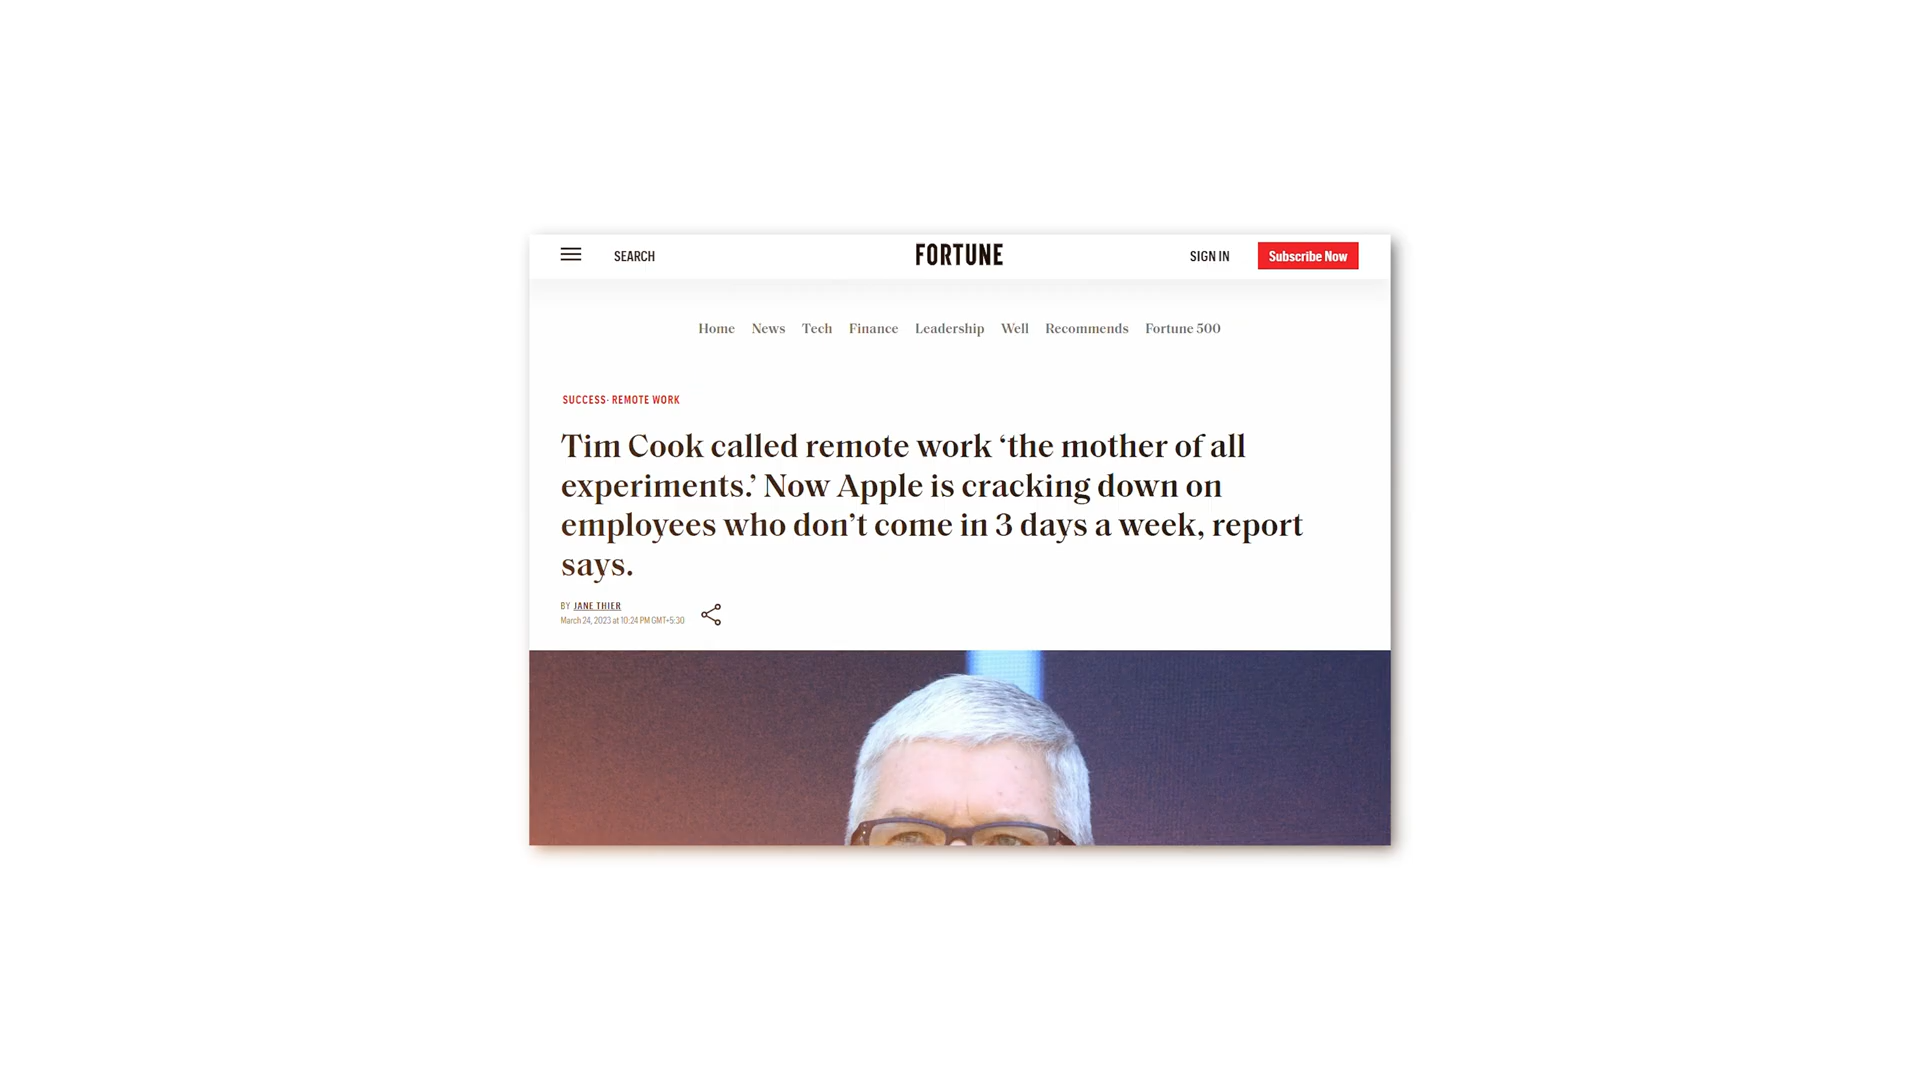 SEARCH
FORTUNE
SIGN IN
Subscribe Now
Home News Tech Finance Leadership Well Recommends Fortune 500
SUCCESS· REMOTE WORK
Tim Cook called remote work ‘the mother of all
experiments.’ Now Apple is cracking down on
employees who don’t come in 3 days a week, report
says.
BY JANE THIER
March 24, 2023 at 10:24 PM GMT+5:30